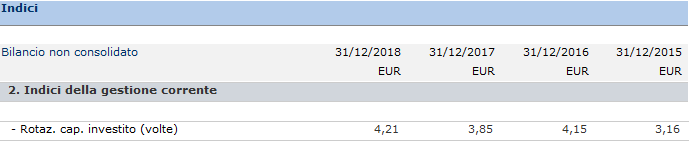 Indici
Bilancio non consolidato 31/12/2018 31/12/2017 31/12/2016 31/12/2015
EUR EUR EUR EUR
2. Indici della gestione corrente
- Rotaz. cap. investito (volte) 4,21 3,85 4,15 3,16